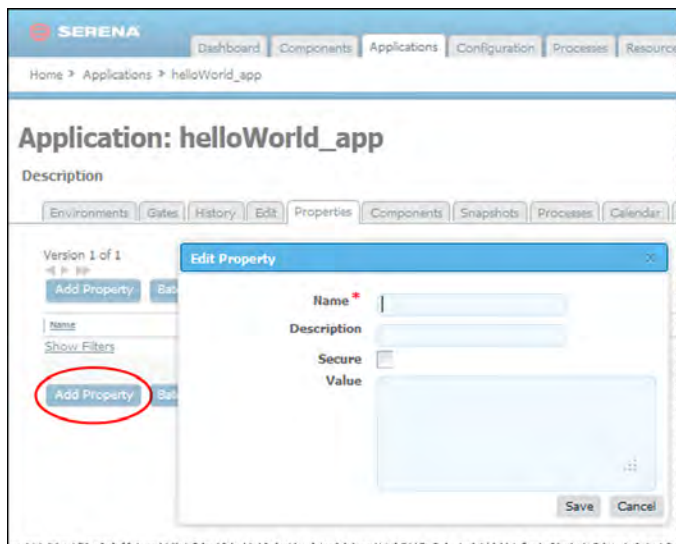 SERENA
Dashboard Components Applications Configuration Processes Resource
Home > Applications > helloWorld_app
Application: helloWorld_app
Description
Environments Gates History Edit Properties Components Snapshots Processes Calendar
Version 1 of 1
Edit Property
Add Property
Name
Show Filters
Add Property
Name *
Description
Secure
Value
Save Cancel